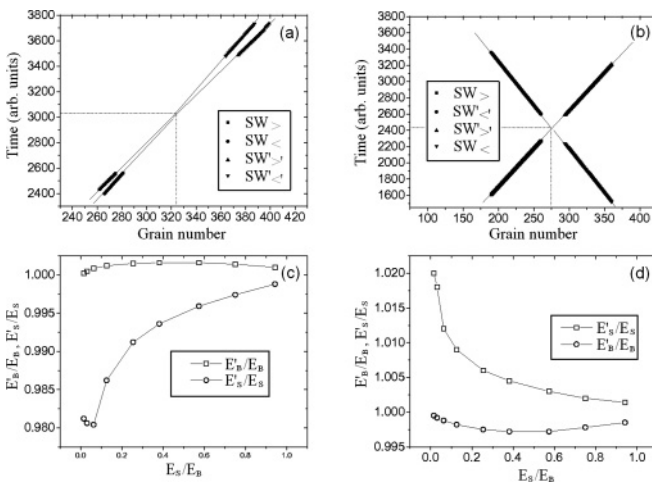 3800
3600
3400
3200
3000
2800
2600
2400
Time (arb. units)
(a)
SW>
SW<
SW'>'
SW'<'
240 260 280 300 320 340 360 380 400 420
Grain number
3800
3600
3400
3200
3000
2800
2600
2400
2200
2000
1800
1600
Time (arb. units)
(b)
SW>
SW'<'
SW'>'
SW<
100 150 200 250 300 350 400
Grain number
1.000
0.995
0.990
0.985
0.980
E'B/EB, E'S/ES
(c)
E'B/EB
E'S/ES
0.0 0.2 0.4 0.6 0.8 1.0
ES/EB
1.020
1.015
1.010
1.005
1.000
0.995
E'B/EB, E'S/ES
(d)
E'S/ES
E'B/EB
0.0 0.2 0.4 0.6 0.8 1.0
ES/EB